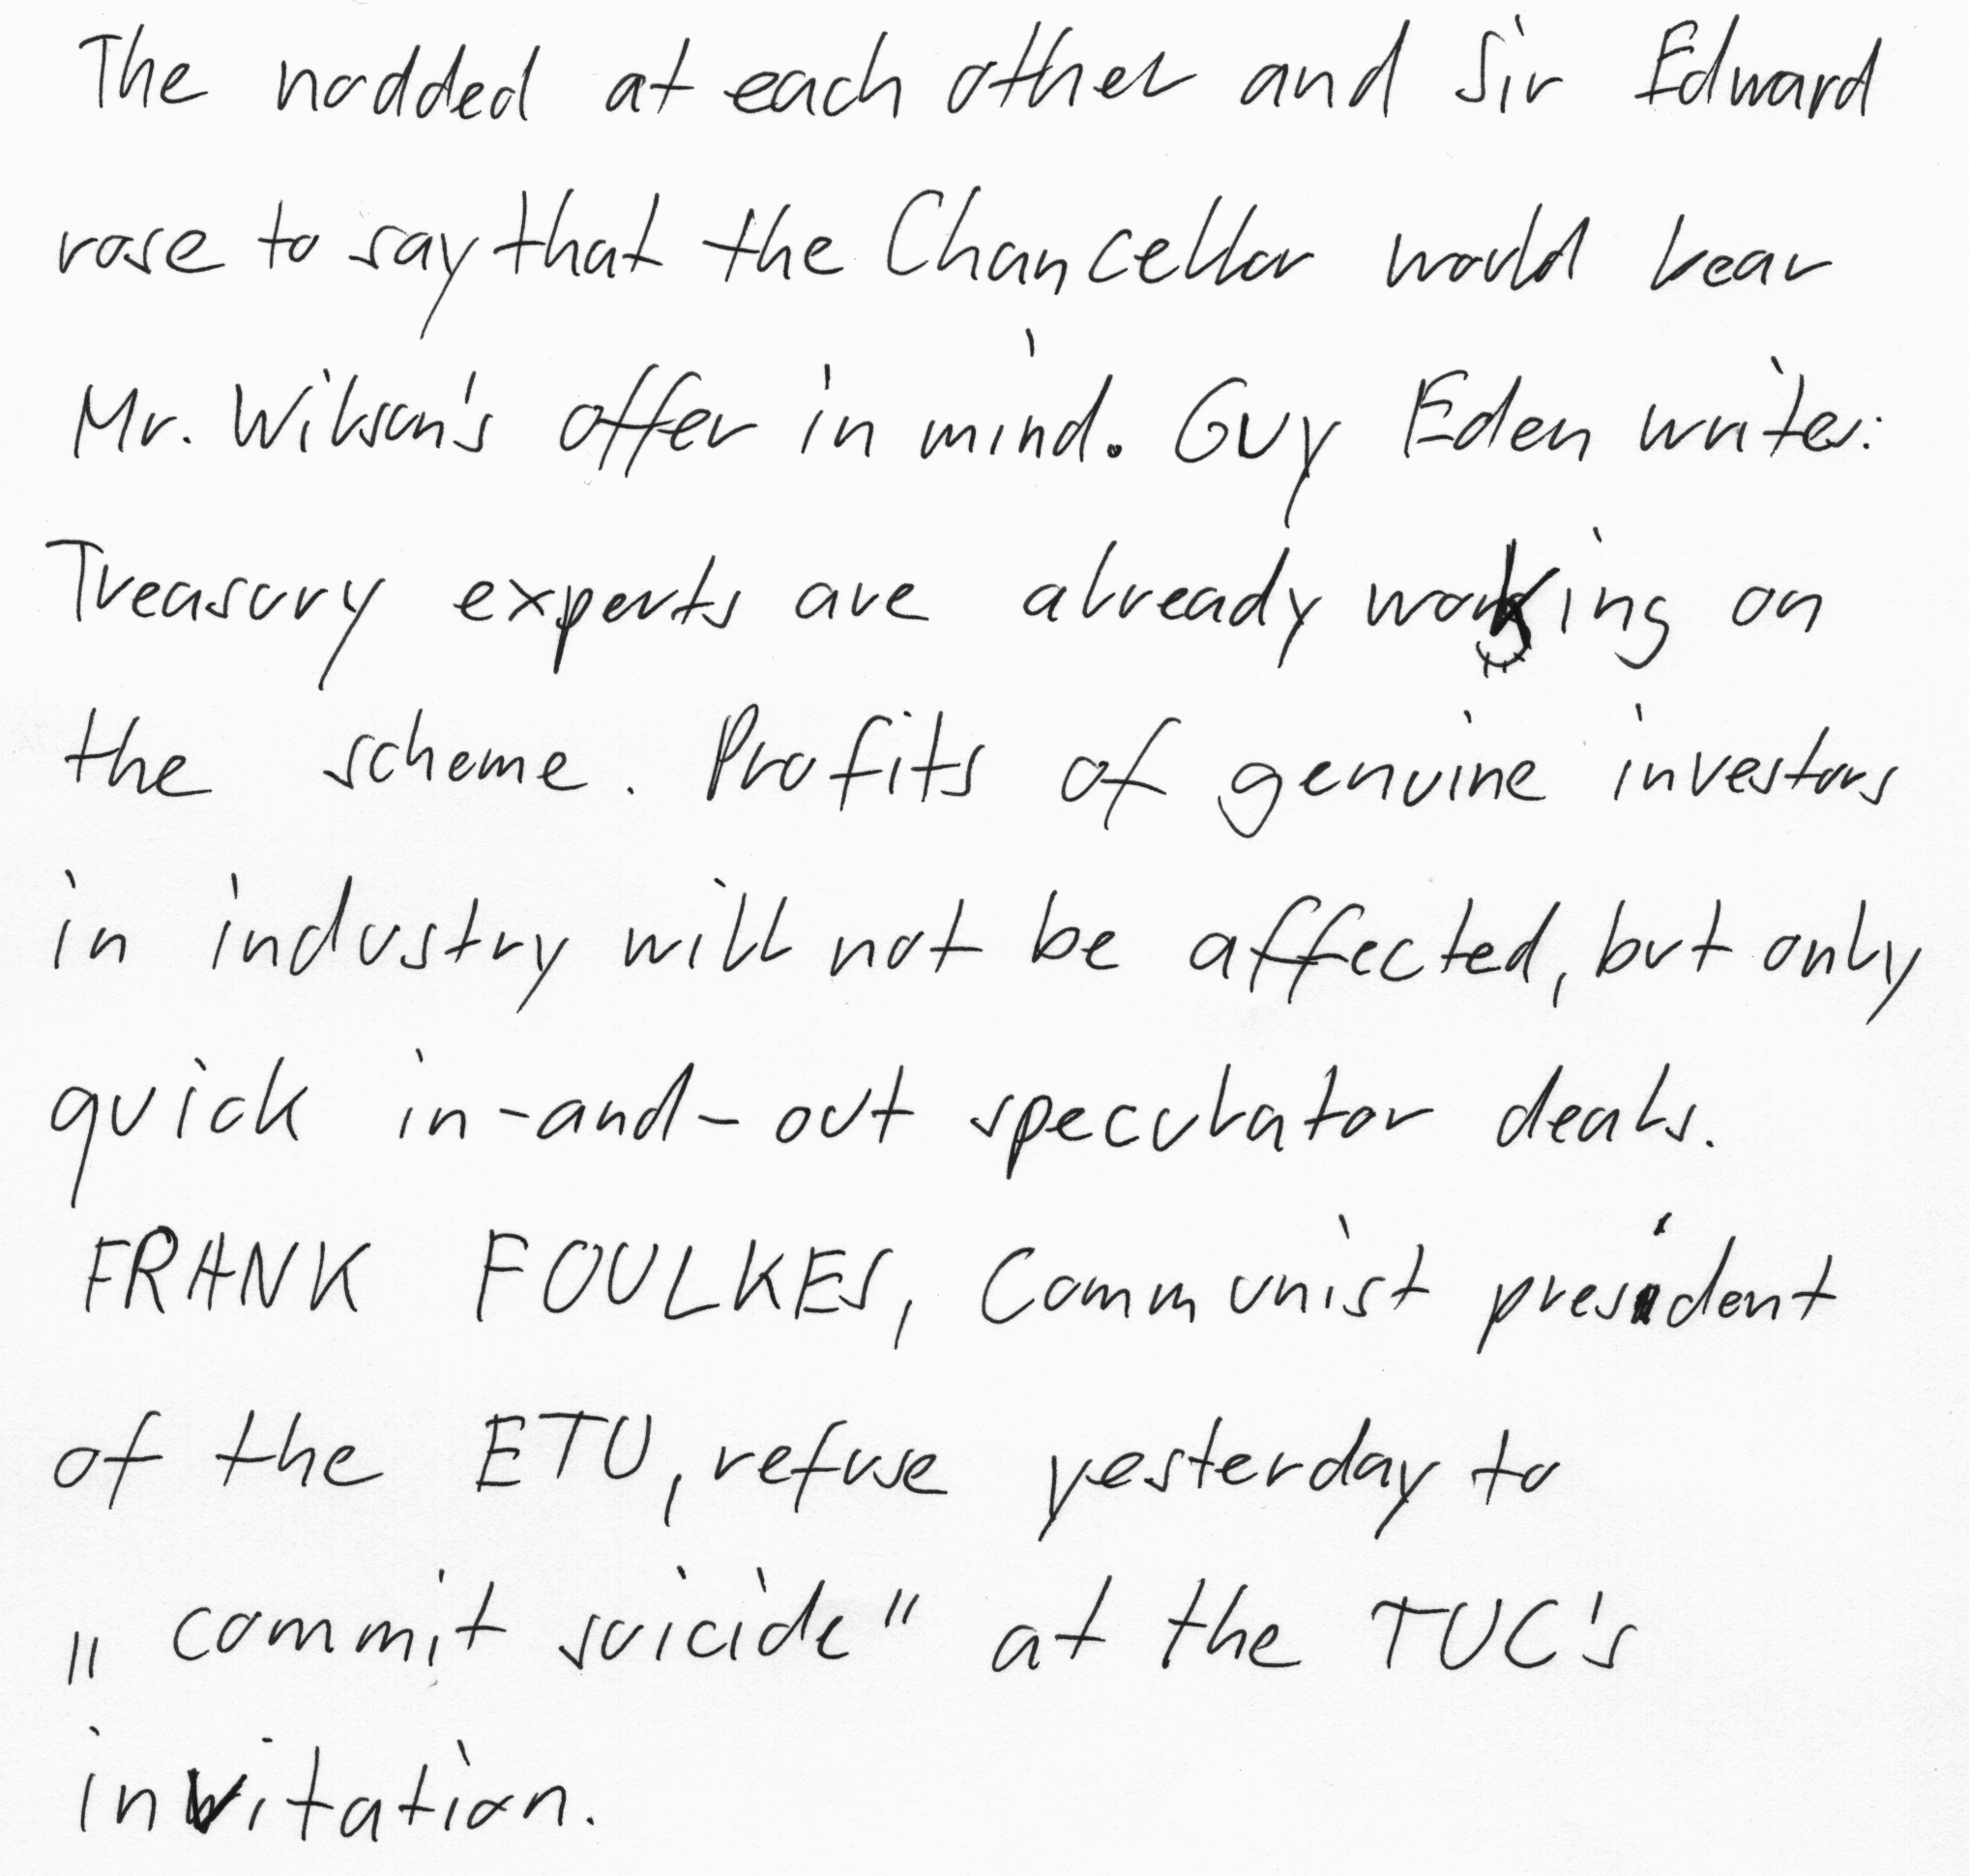 The nodded at each other and Sir Edward
rose to say that the Chancellor would bear
Mr. Wilson's offer in mind. Guy Eden writes:
Treasury experts are already working on
the scheme. Profits of genuine investors
in industry will not be affected, but only
quick in-and-out speculator deals.
FRANK FOULKES, Communist president
of the ETU, refuse yesterday to
„commit suicide" at the TUC's
invitation.